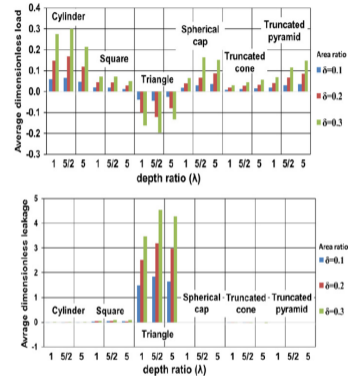 Average dimensionless load
0.4
0.3
0.2
0.1
0.0
-0.1
-0.2
-0.3
Cylinder
Square
Triangle
Spherical
cap
Truncated
cone
Truncated
pyramid
1 5/2 5 1 5/2 5 1 5/2 5 1 5/2 5 1 5/2 5 1 5/2 5
depth ratio (λ)
Area ratio
δ=0.1
δ=0.2
δ=0.3
Avrage dimensionless leakage
5
4
3
2
1
0
-1
Cylinder
Square
Triangle
Spherical
cap
Truncated
cone
Truncated
pyramid
1 5/2 5 1 5/2 5 1 5/2 5 1 5/2 5 1 5/2 5 1 5/2 5
depth ratio (λ)
Area ratio
δ=0.1
δ=0.2
δ=0.3